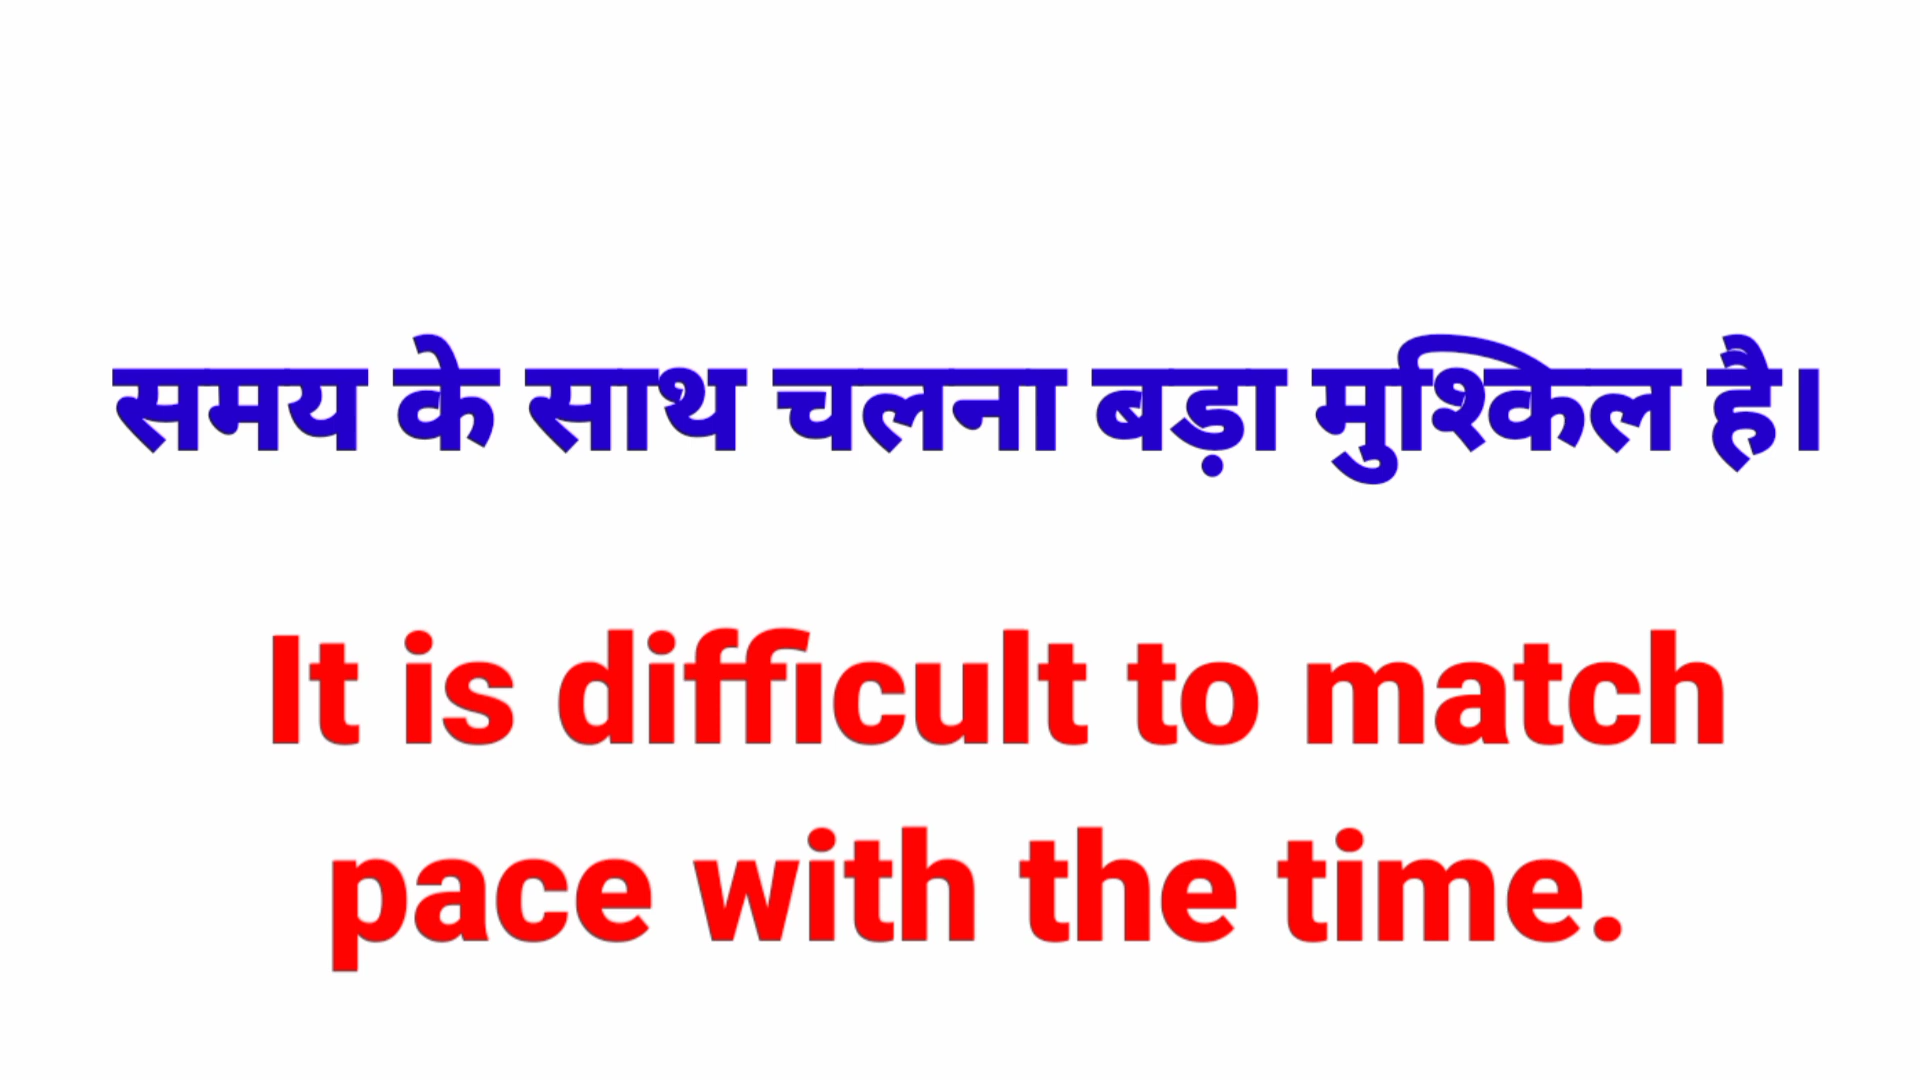 समय के साथ चलना बड़ा मुश्किल है।
It is difficult to match
pace with the time.